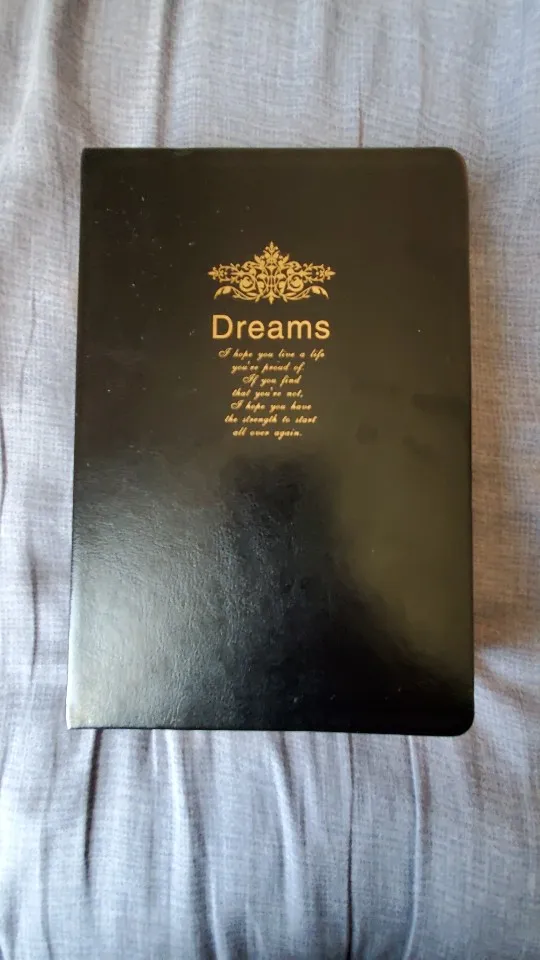 Dreams
I hope you live a life
you're proud of.
If you find
that you're not,
I hope you have
the strength to start
all over again.